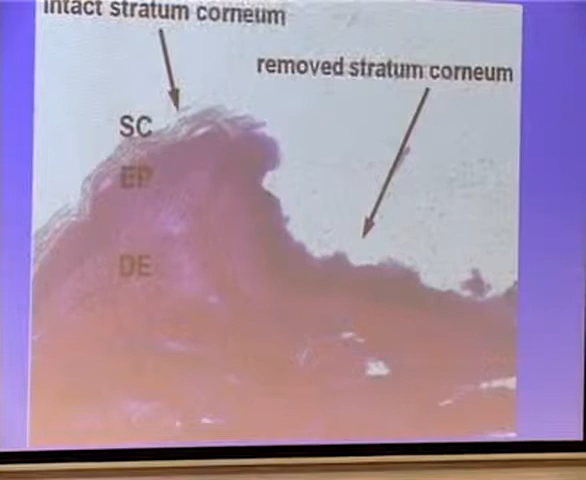 intact stratum corneum
removed stratum corneum
SC
EP
DE